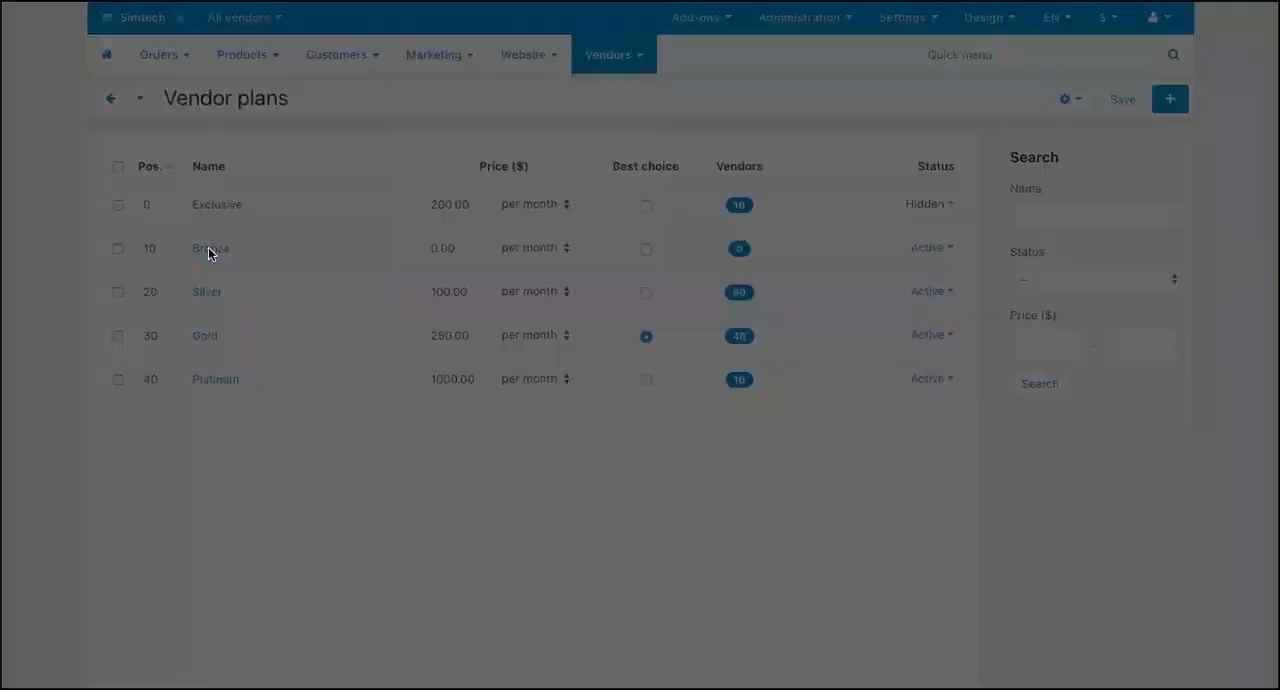 Simtech All vendors Add-ons Administration Settings Design EN $
Orders Products Customers Marketing Website Vendors Quick menu
Vendor plans Save +
Pos. Name Price ($) Best choice Vendors Status
0 Exclusive 200.00 per month Hidden
10 Bronze 0.00 per month 0 Active
20 Silver 100.00 per month Active
30 Gold 250.00 per month Active
40 Platinum 1000.00 per month 10 Active
Search
Name
Status
--
Price ($)
-
Search